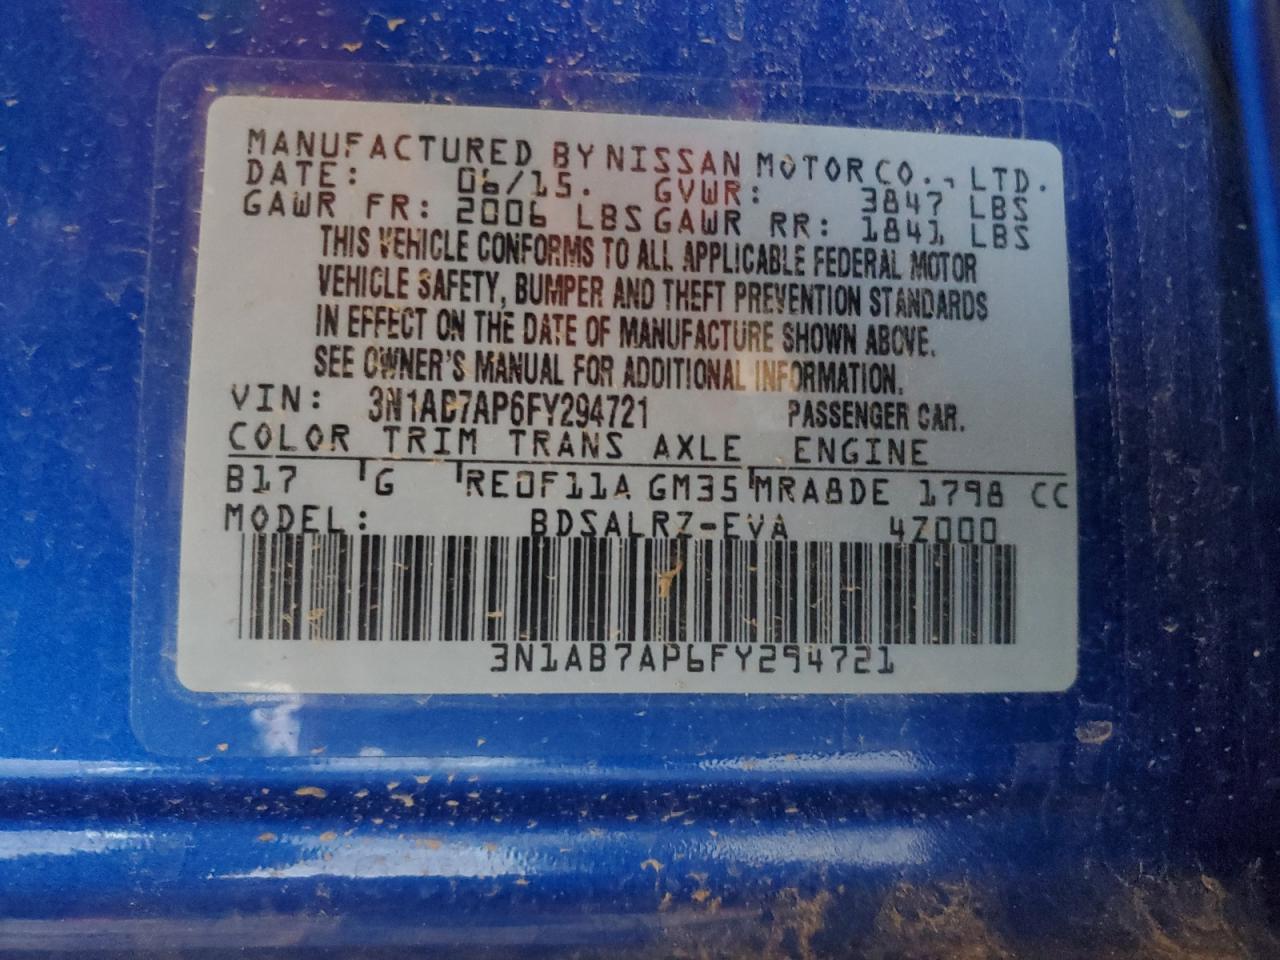 MANUFACTURED BY NISSAN MOTOR CO., LTD.
DATE: 06/15. GVWR: 3847 LBS
GAWR FR: 2006 LBS GAWR RR: 1841 LBS
THIS VEHICLE CONFORMS TO ALL APPLICABLE FEDERAL MOTOR
VEHICLE SAFETY, BUMPER AND THEFT PREVENTION STANDARDS
IN EFFECT ON THE DATE OF MANUFACTURE SHOWN ABOVE.
SEE OWNER'S MANUAL FOR ADDITIONAL INFORMATION.
VIN: 3N1AB7AP6FY294721 PASSENGER CAR.
COLOR TRIM TRANS AXLE ENGINE
B17 G RE0F11A GM35 MRA8DE 1798 CC
MODEL: BDSALRZ-EVA 4Z000
3N1AB7AP6FY294721